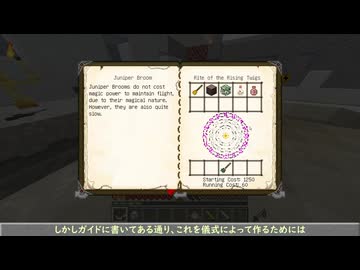 Juniper Broom
Juniper Brooms do not cost
magic power to maintain flight,
due to their magical nature.
However, they are also quite
slow.
Rite of the Rising Twigs
Starting Cost 1250
Running Cost 60
しかしガイドに書いてある通り、これを儀式によって作るためには